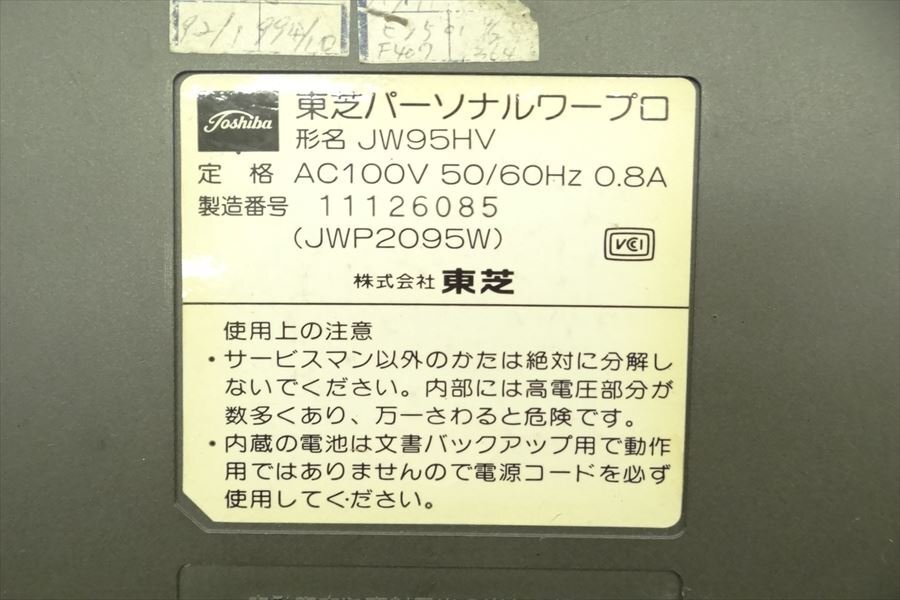 Toshiba
東芝パーソナルワープロ
形名 JW95HV
定 格 AC100V 50/60Hz 0.8A
製造番号 11126085
(JWP2095W)
VCI
株式会社 東芝
使用上の注意
・サービスマン以外のかたは絶対に分解し
ないでください。内部には高電圧部分が
数多くあり、万一さわると危険です。
・内蔵の電池は文書バックアップ用で動作
用ではありませんので電源コードを必ず
使用してください。